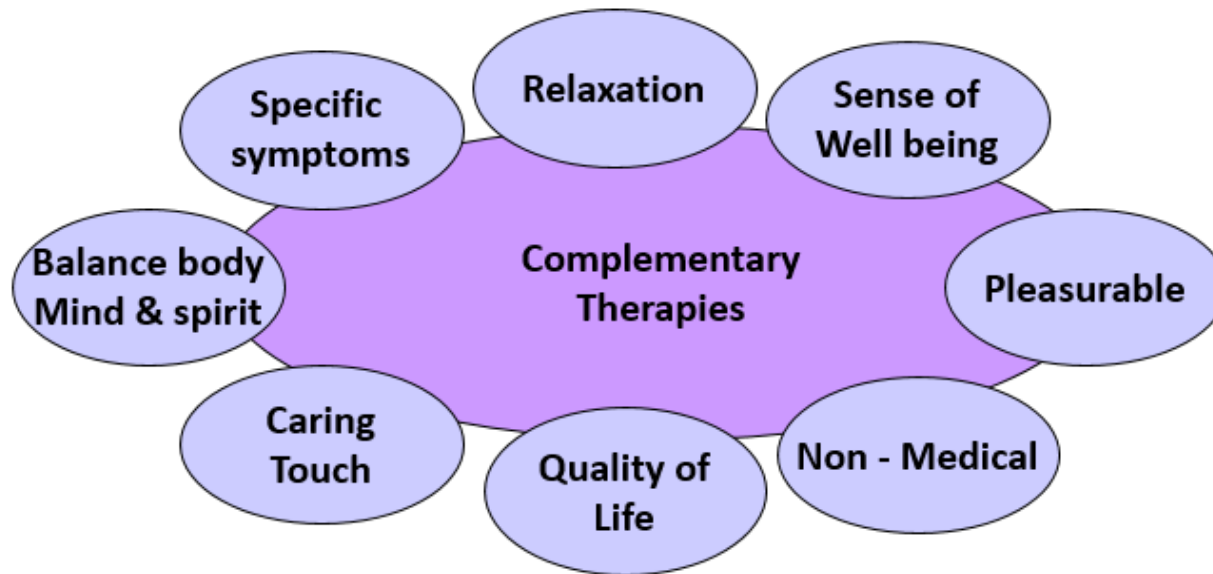 Relaxation
Specific
symptoms
Sense of
Well being
Balance body
Mind & spirit
Complementary
Therapies
Pleasurable
Caring
Touch
Quality of
Life
Non - Medical